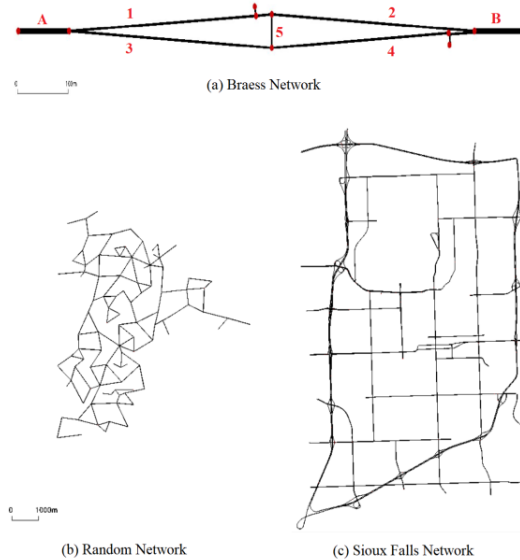 A 1 2 B
5
3 4
0 10m
(a) Braess Network
0 1000m
(b) Random Network (c) Sioux Falls Network